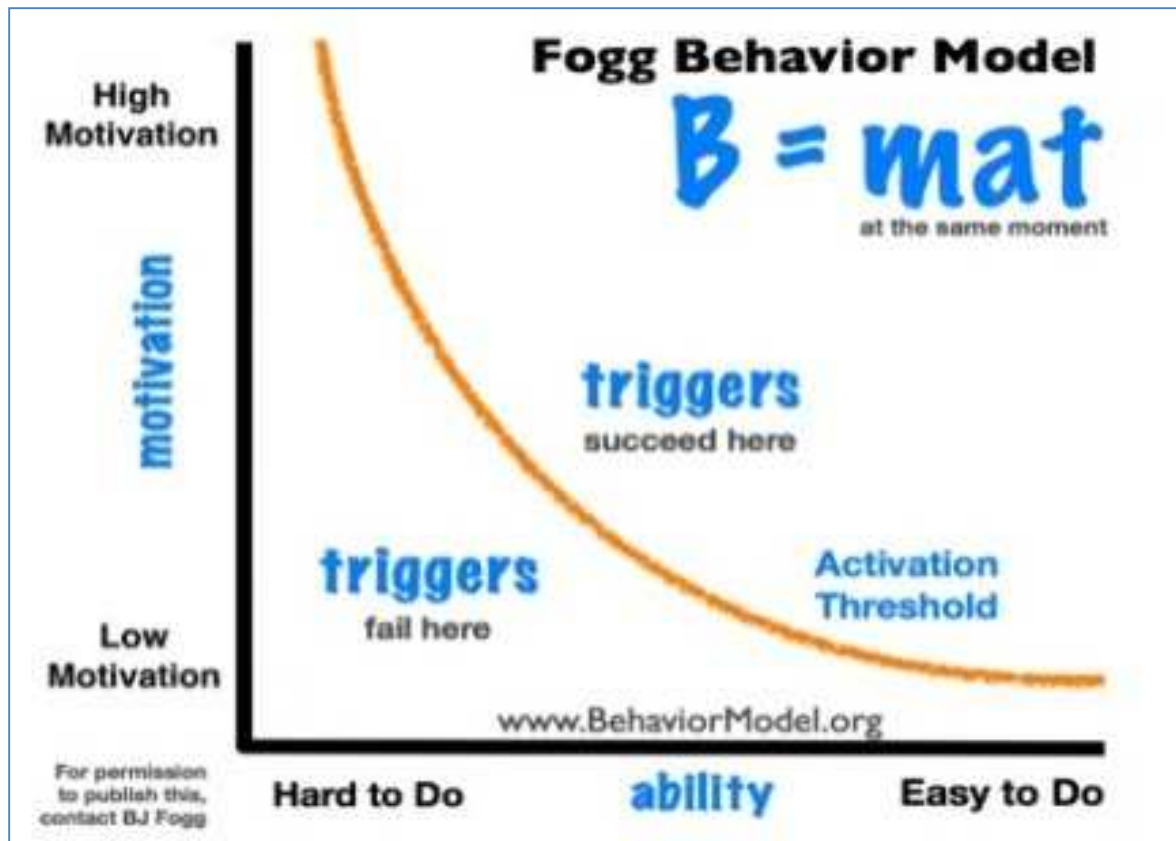 Fogg Behavior Model
B = mat
at the same moment
High
Motivation
motivation
triggers
succeed here
triggers
fail here
Activation
Threshold
Low
Motivation
www.BehaviorModel.org
For permission
to publish this,
contact BJ Fogg
Hard to Do
ability
Easy to Do